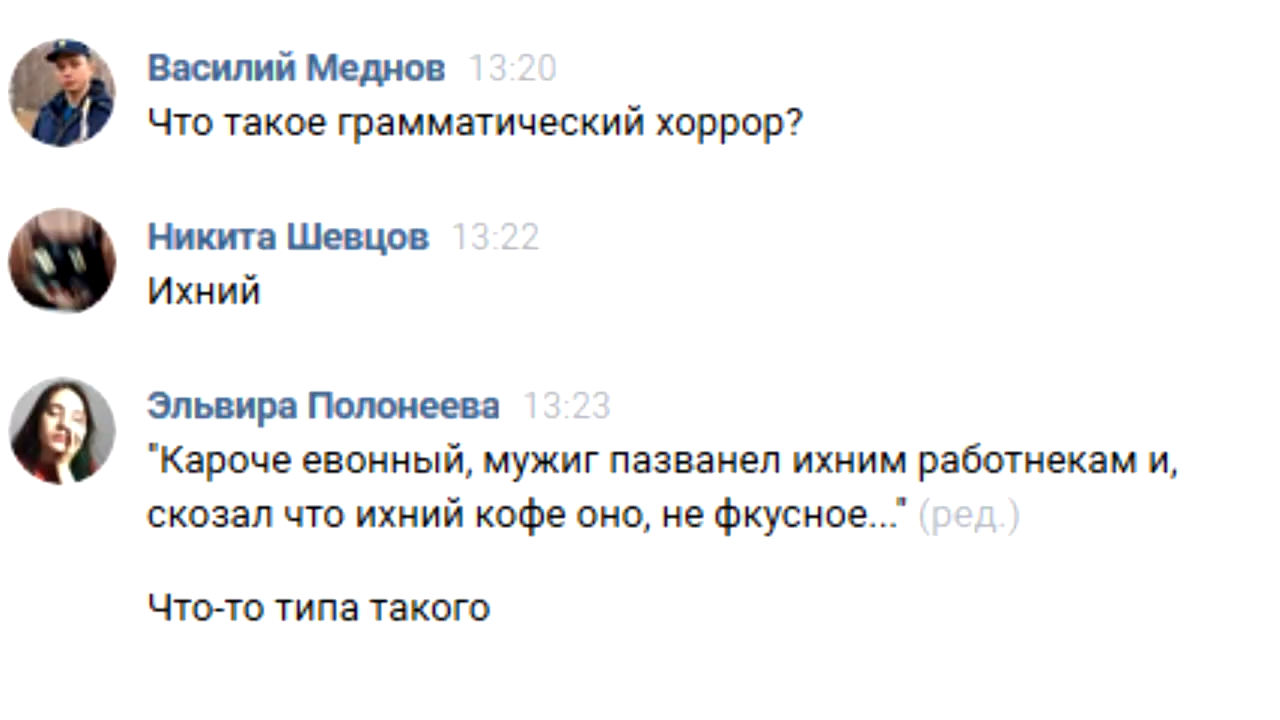 Василий Меднов 13:20
Что такое грамматический хоррор?
Никита Шевцов 13:22
Ихний
Эльвира Полонеева 13:23
"Кароче евонный, мужиг пазванел ихним работнекам и,
скозал что ихний кофе оно, не фкусное..." (ред.)
Что-то типа такого